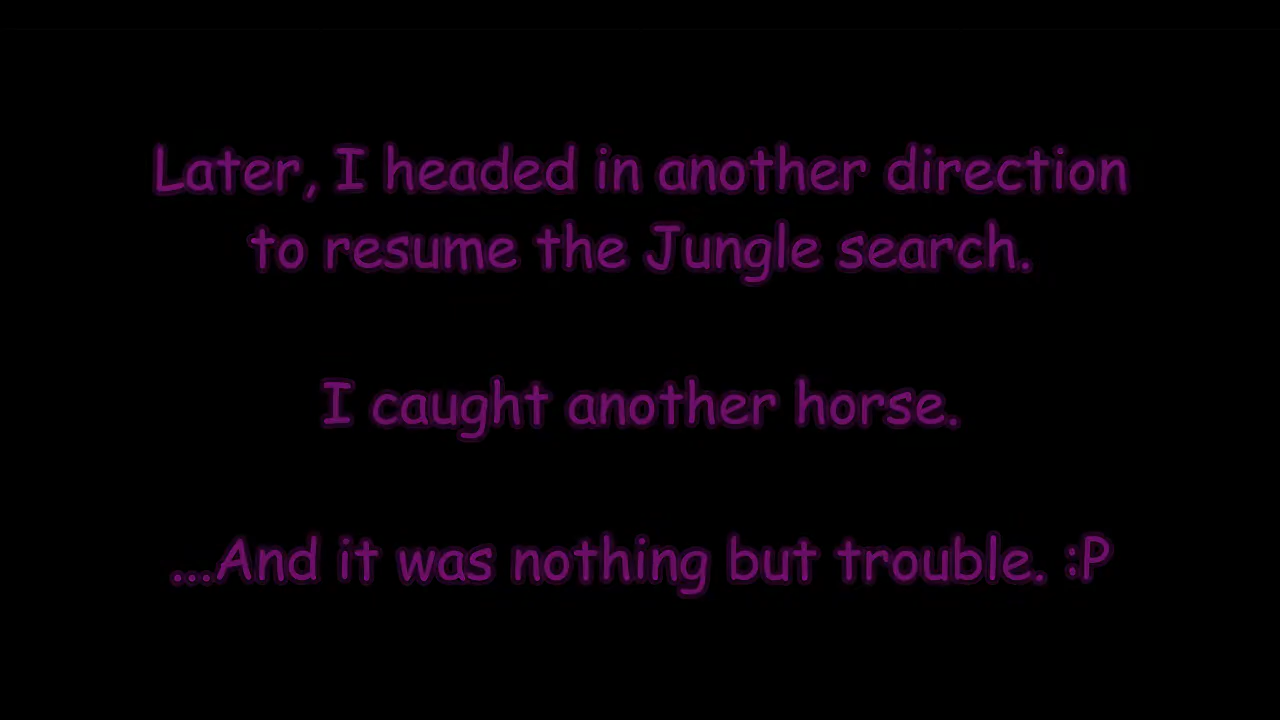 Later, I headed in another direction
to resume the Jungle search.
I caught another horse.
...And it was nothing but trouble. :P